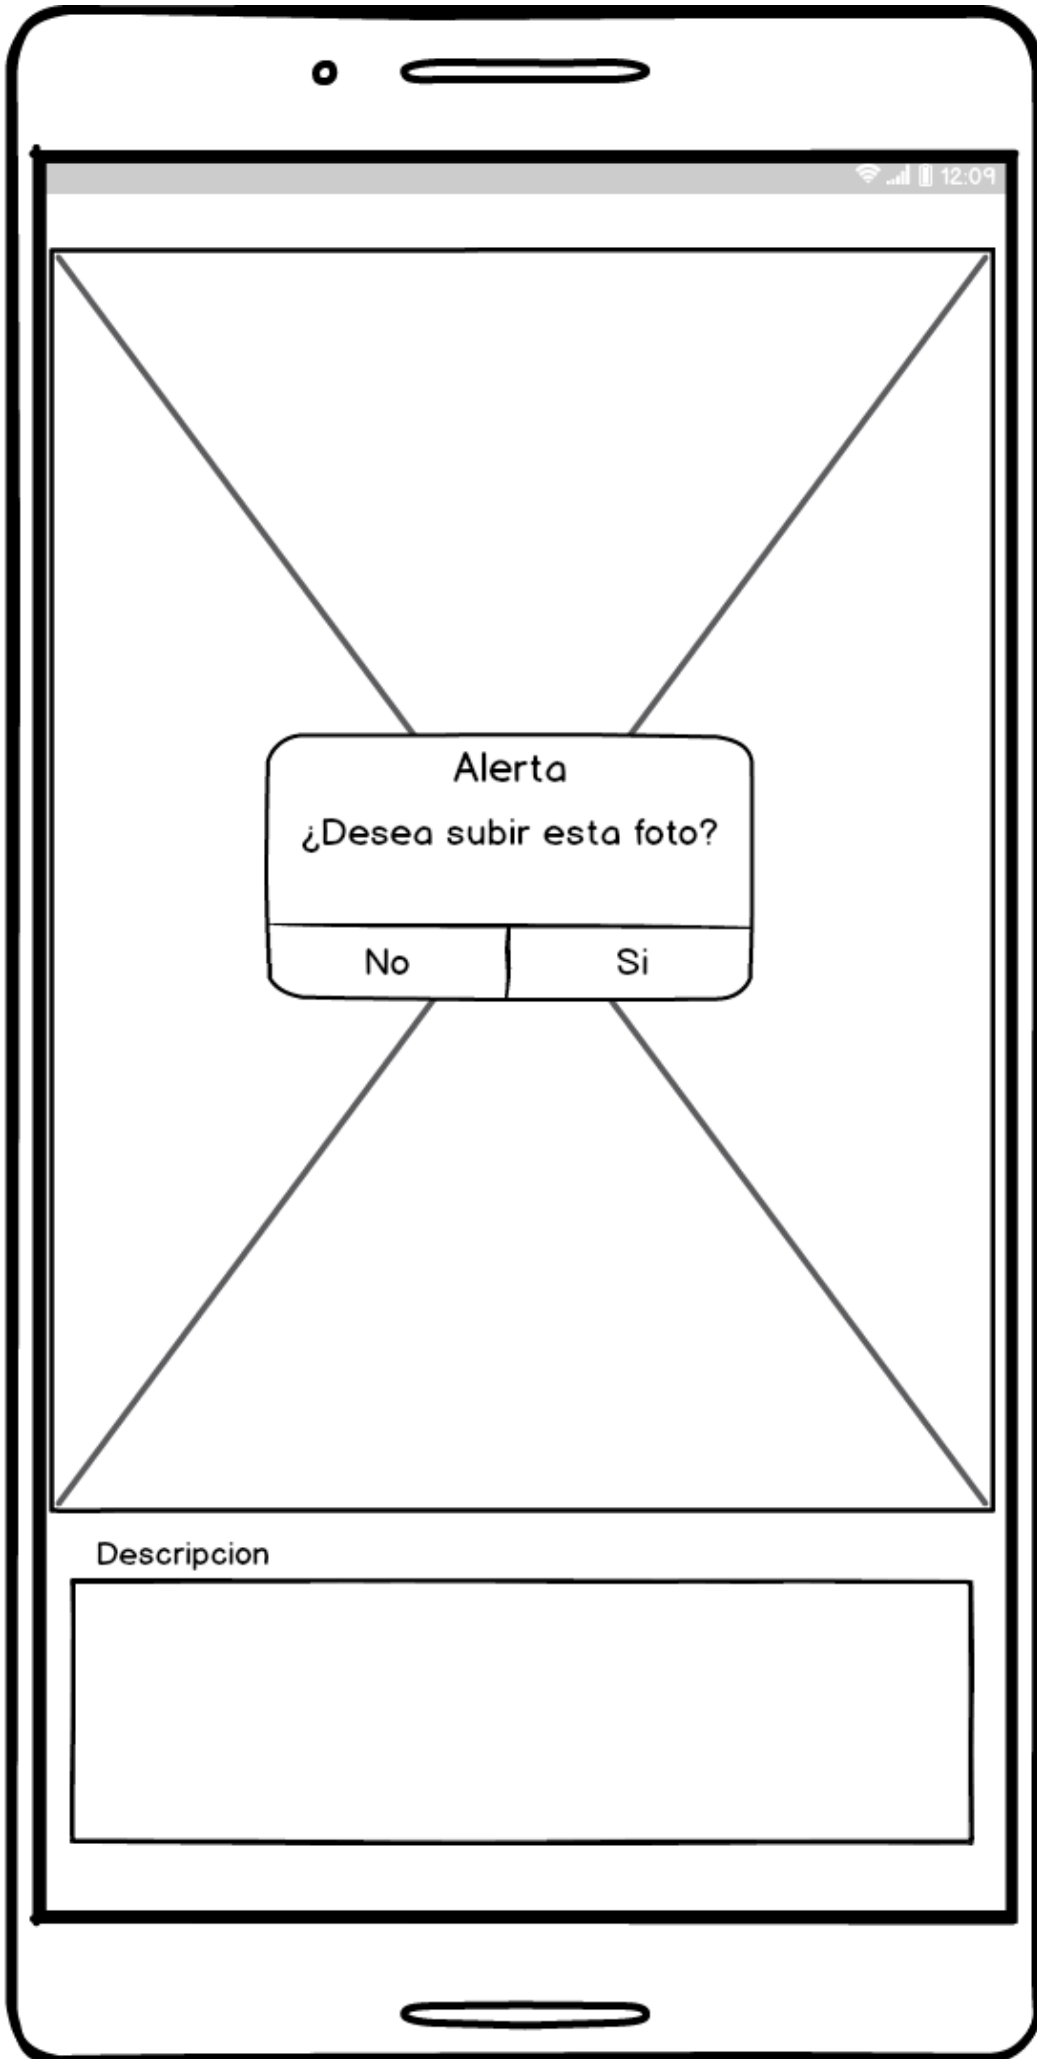 12:09
Alerta
¿Desea subir esta foto?
No
Si
Descripcion